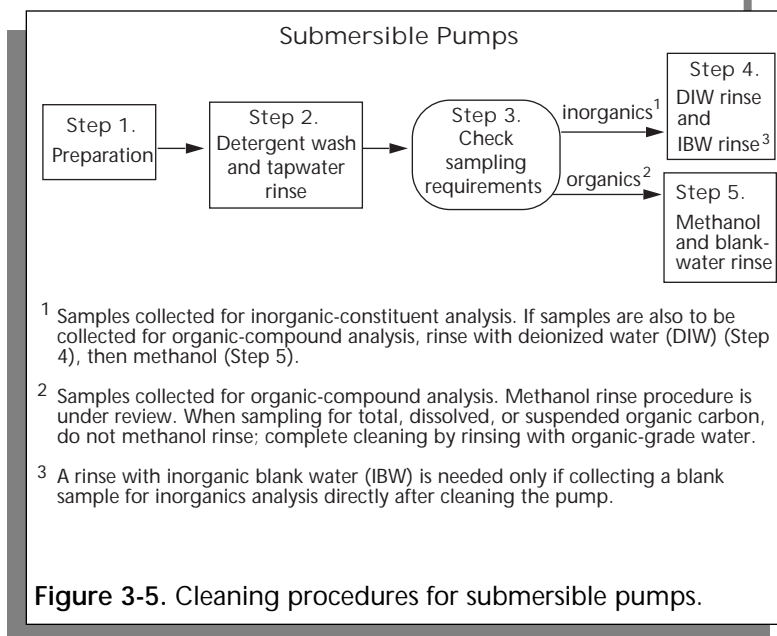 Submersible Pumps
Step 1.
Preparation
Step 2.
Detergent wash
and tapwater
rinse
Step 3.
Check
sampling
requirements
inorganics1
organics2
Step 4.
DIW rinse
and
IBW rinse3
Step 5.
Methanol
and blank-
water rinse
1 Samples collected for inorganic-constituent analysis. If samples are also to be
collected for organic-compound analysis, rinse with deionized water (DIW) (Step
4), then methanol (Step 5).
2 Samples collected for organic-compound analysis. Methanol rinse procedure is
under review. When sampling for total, dissolved, or suspended organic carbon,
do not methanol rinse; complete cleaning by rinsing with organic-grade water.
3 A rinse with inorganic blank water (IBW) is needed only if collecting a blank
sample for inorganics analysis directly after cleaning the pump.
Figure 3-5. Cleaning procedures for submersible pumps.